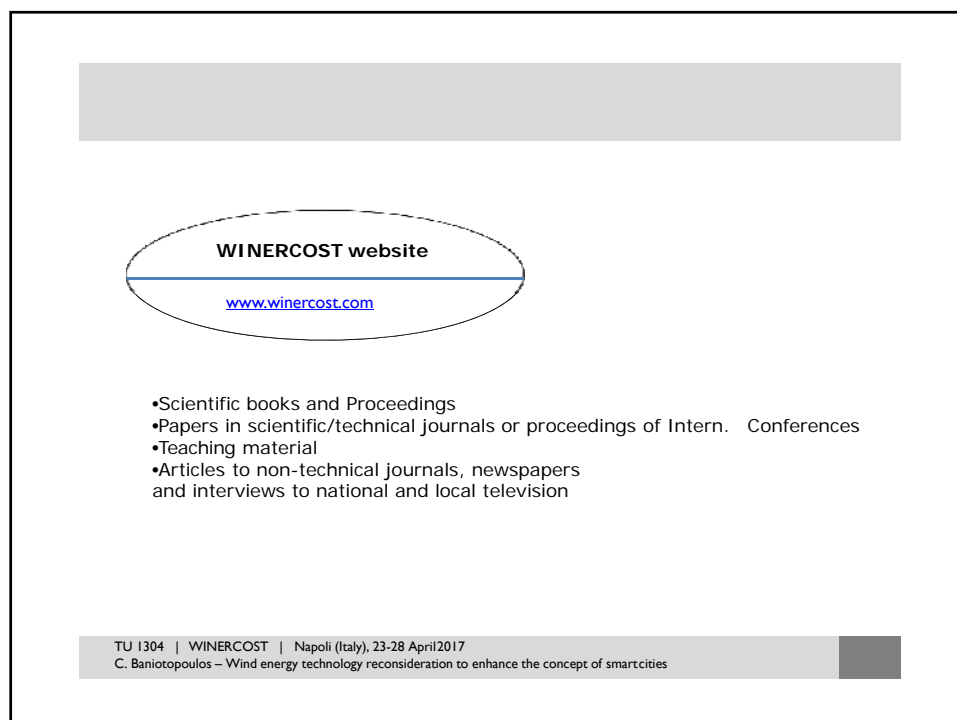 WINERCOST website
www.winercost.com
•Scientific books and Proceedings
•Papers in scientific/technical journals or proceedings of Intern. Conferences
•Teaching material
•Articles to non-technical journals, newspapers
and interviews to national and local television
TU 1304 | WINERCOST | Napoli (Italy), 23-28 April2017
C. Baniotopoulos – Wind energy technology reconsideration to enhance the concept of smartcities